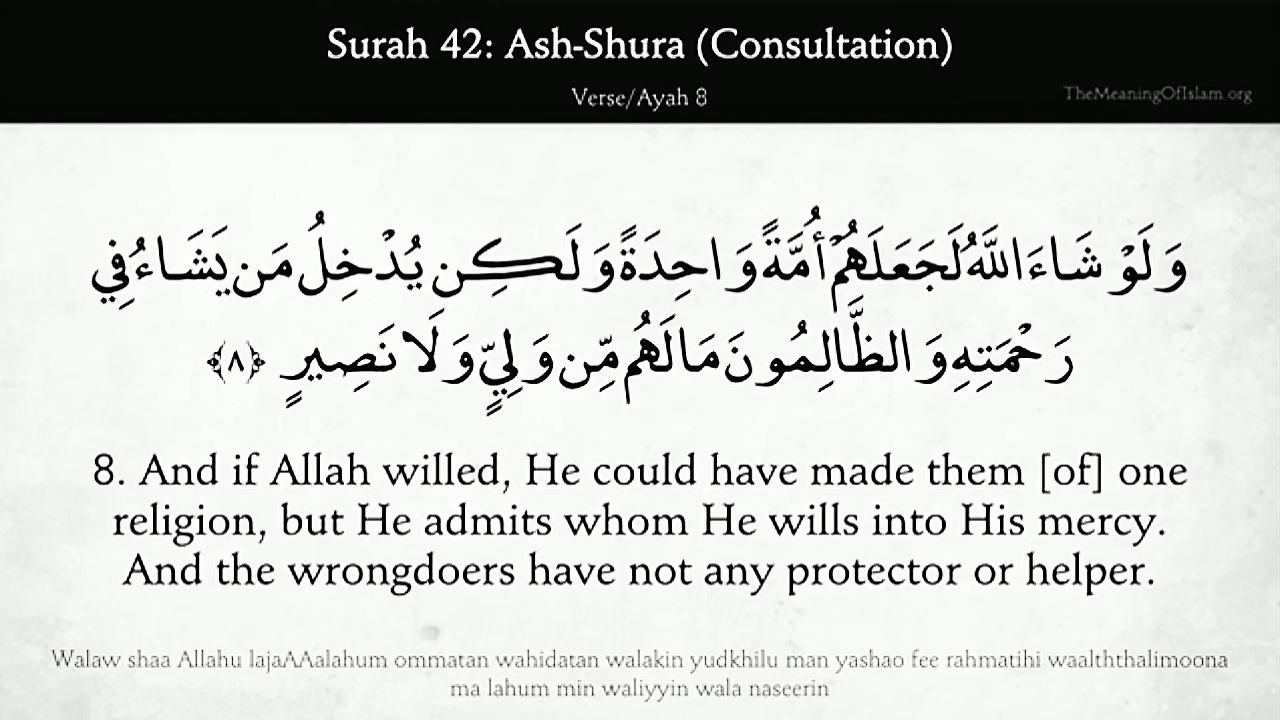 Surah 42: Ash-Shura (Consultation)
Verse/Ayah 8
TheMeaningOfIslam.org
وَلَوْ شَاءَ اللَّهُ لَجَعَلَهُمْ أُمَّةً وَاحِدَةً وَلَكِن يُدْخِلُ مَن يَشَاءُ فِي
رَحْمَتِهِ وَالظَّالِمُونَ مَا لَهُم مِّن وَلِيٍّ وَلَا نَصِيرٍ ﴿٨﴾
8. And if Allah willed, He could have made them [of] one
religion, but He admits whom He wills into His mercy.
And the wrongdoers have not any protector or helper.
Walaw shaa Allahu lajaAAalahum ommatan wahidatan walakin yudkhilu man yashao fee rahmatihi waalththalimoona
ma lahum min waliyyin wala naseerin